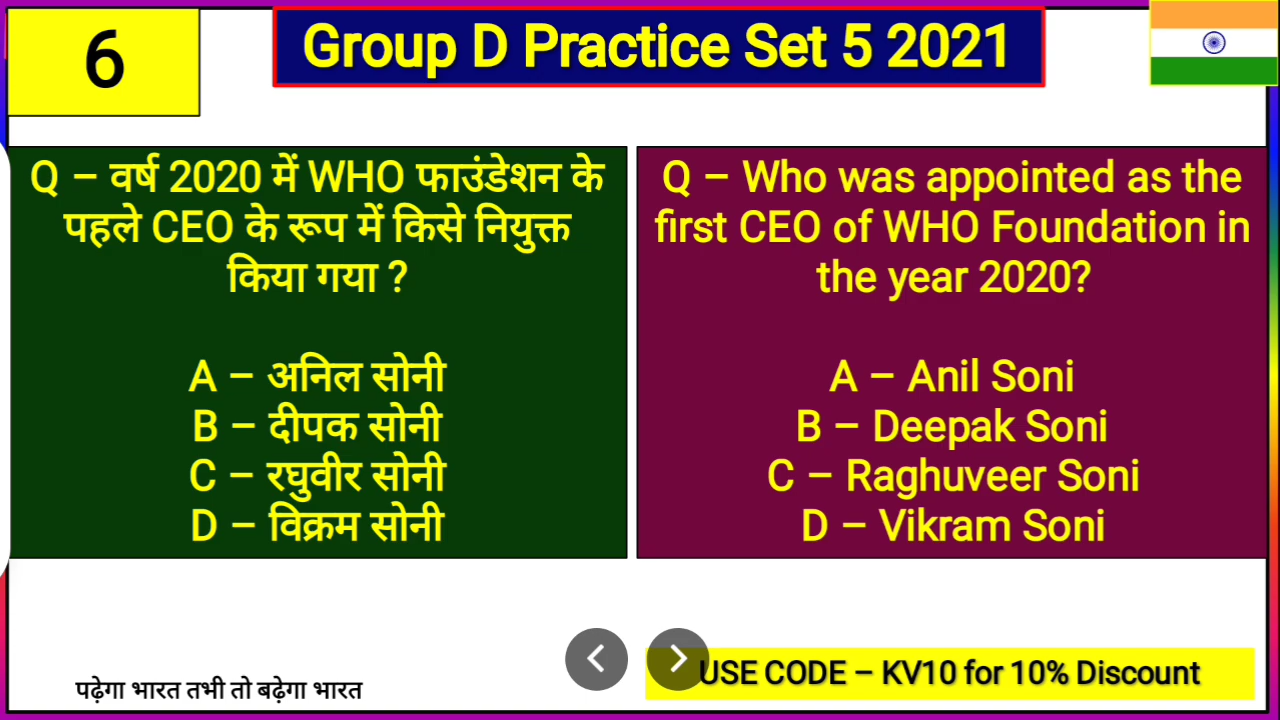 6
Group D Practice Set 5 2021
Q – वर्ष 2020 में WHO फाउंडेशन के
पहले CEO के रूप में किसे नियुक्त
किया गया ?
A – अनिल सोनी
B – दीपक सोनी
C – रघुवीर सोनी
D – विक्रम सोनी
Q – Who was appointed as the
first CEO of WHO Foundation in
the year 2020?
A – Anil Soni
B – Deepak Soni
C – Raghuveer Soni
D – Vikram Soni
पढ़ेगा भारत तभी तो बढ़ेगा भारत
USE CODE – KV10 for 10% Discount